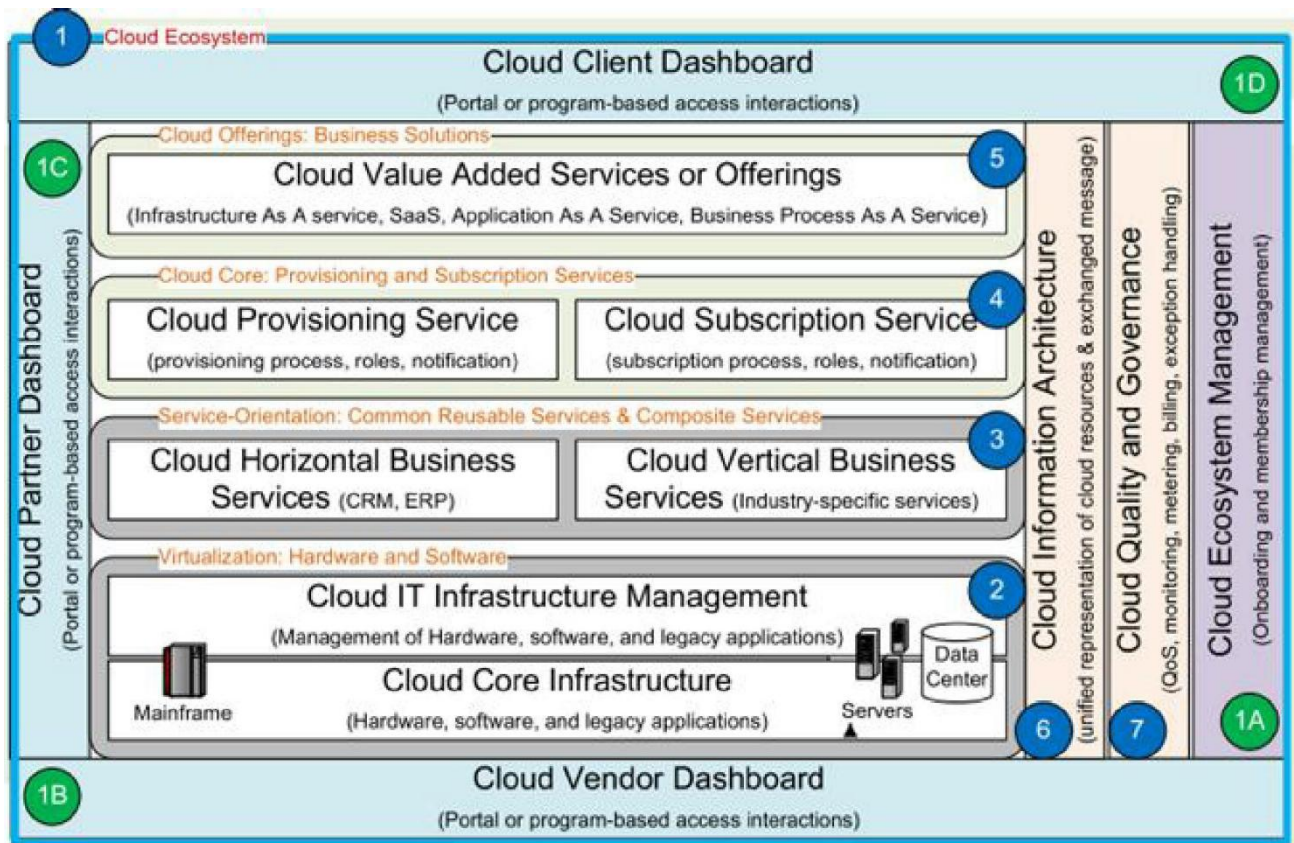 1
Cloud Ecosystem
Cloud Client Dashboard
(Portal or program-based access interactions)
1D
1C
Cloud Partner Dashboard
(Portal or program-based access interactions)
Cloud Offerings: Business Solutions
5
Cloud Value Added Services or Offerings
(Infrastructure As A service, SaaS, Application As A Service, Business Process As A Service)
Cloud Core: Provisioning and Subscription Services
4
Cloud Provisioning Service
(provisioning process, roles, notification)
Cloud Subscription Service
(subscription process, roles, notification)
Service-Orientation: Common Reusable Services & Composite Services
3
Cloud Horizontal Business
Services (CRM, ERP)
Cloud Vertical Business
Services (Industry-specific services)
Virtualization: Hardware and Software
2
Cloud IT Infrastructure Management
(Management of Hardware, software, and legacy applications)
Cloud Core Infrastructure
(Hardware, software, and legacy applications)
Mainframe
Servers
Data
Center
Cloud Information Architecture
(unified representation of cloud resources & exchanged message)
6
Cloud Quality and Governance
(QoS, monitoring, metering, billing, exception handling)
7
Cloud Ecosystem Management
(Onboarding and membership management)
1A
1B
Cloud Vendor Dashboard
(Portal or program-based access interactions)